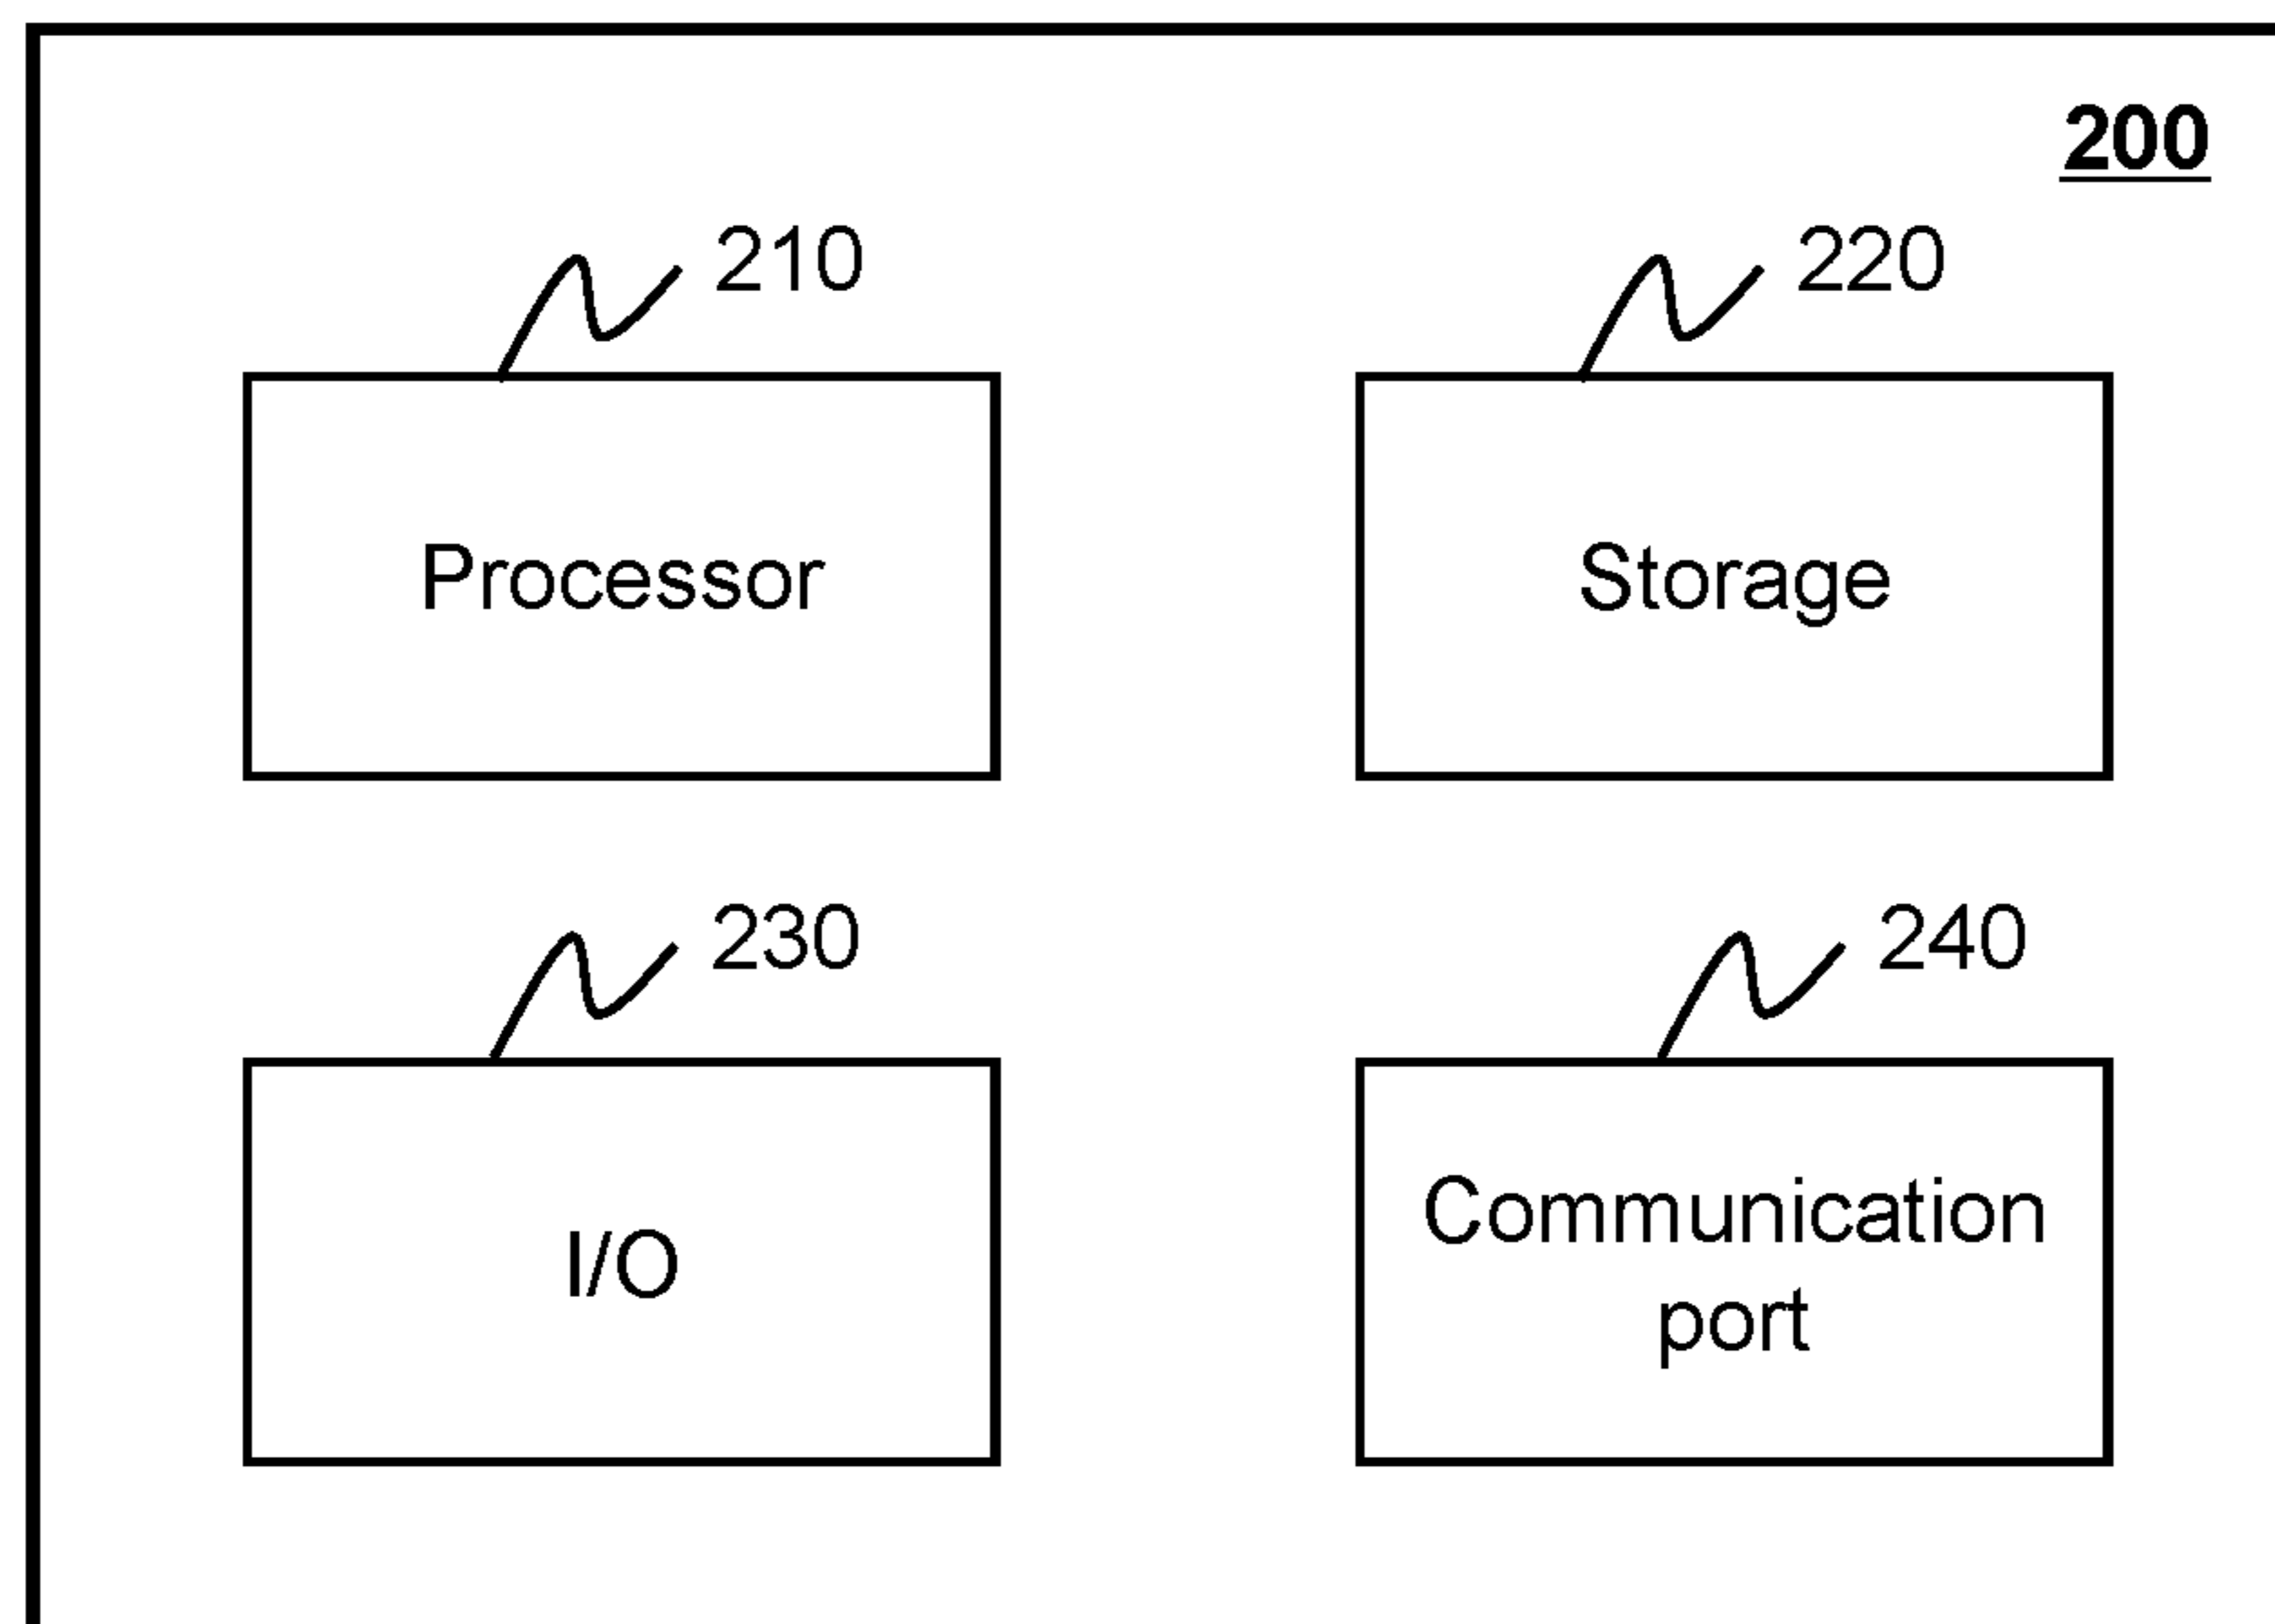 200
210
220
Processor
Storage
230
240
I/O
Communication
port